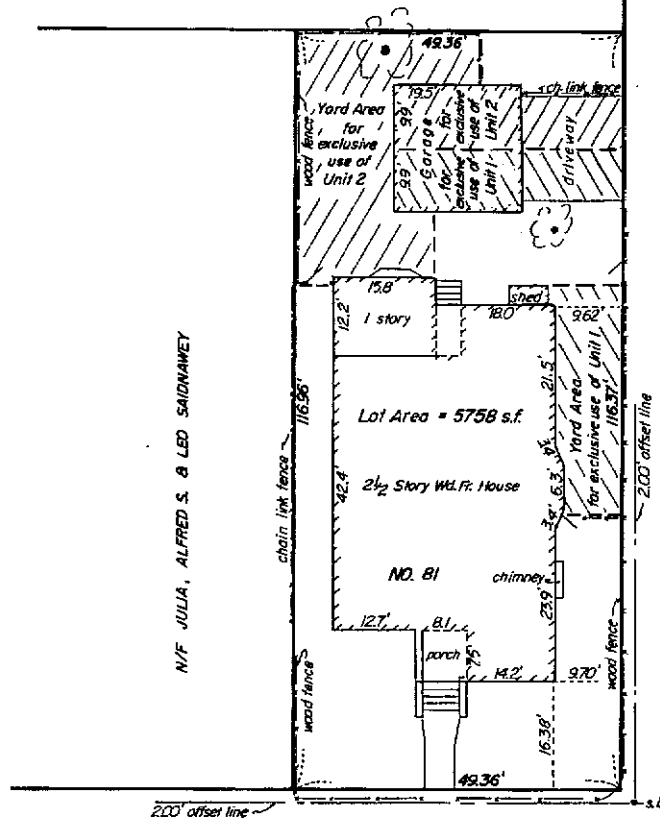 49.36'
ch. link fence
19.5'
Yard Area
for
exclusive
use of
Unit 2
wood fence
9.9'
9.9
Garage
for exclusive
use of
Unit 2
for exclusive
use of
Unit 1
driveway
15.8'
shed
18.0'
9.62'
12.2'
1 story
21.5'
Yard Area
for exclusive use of Unit 1
116.37'
116.96'
Lot Area = 5758 s.f.
2.00' offset line
N/F JULIA, ALFRED S. & LEO SAIDNAWEY
chain link fence
42.4'
2½ Story Wd. Fr. House
6.3'
3.4'
NO. 81
chimney
23.9'
12.7'
8.1
porch
7.5'
14.2'
9.70'
wood fence
wood fence
16.38'
49.36'
2.00' offset line